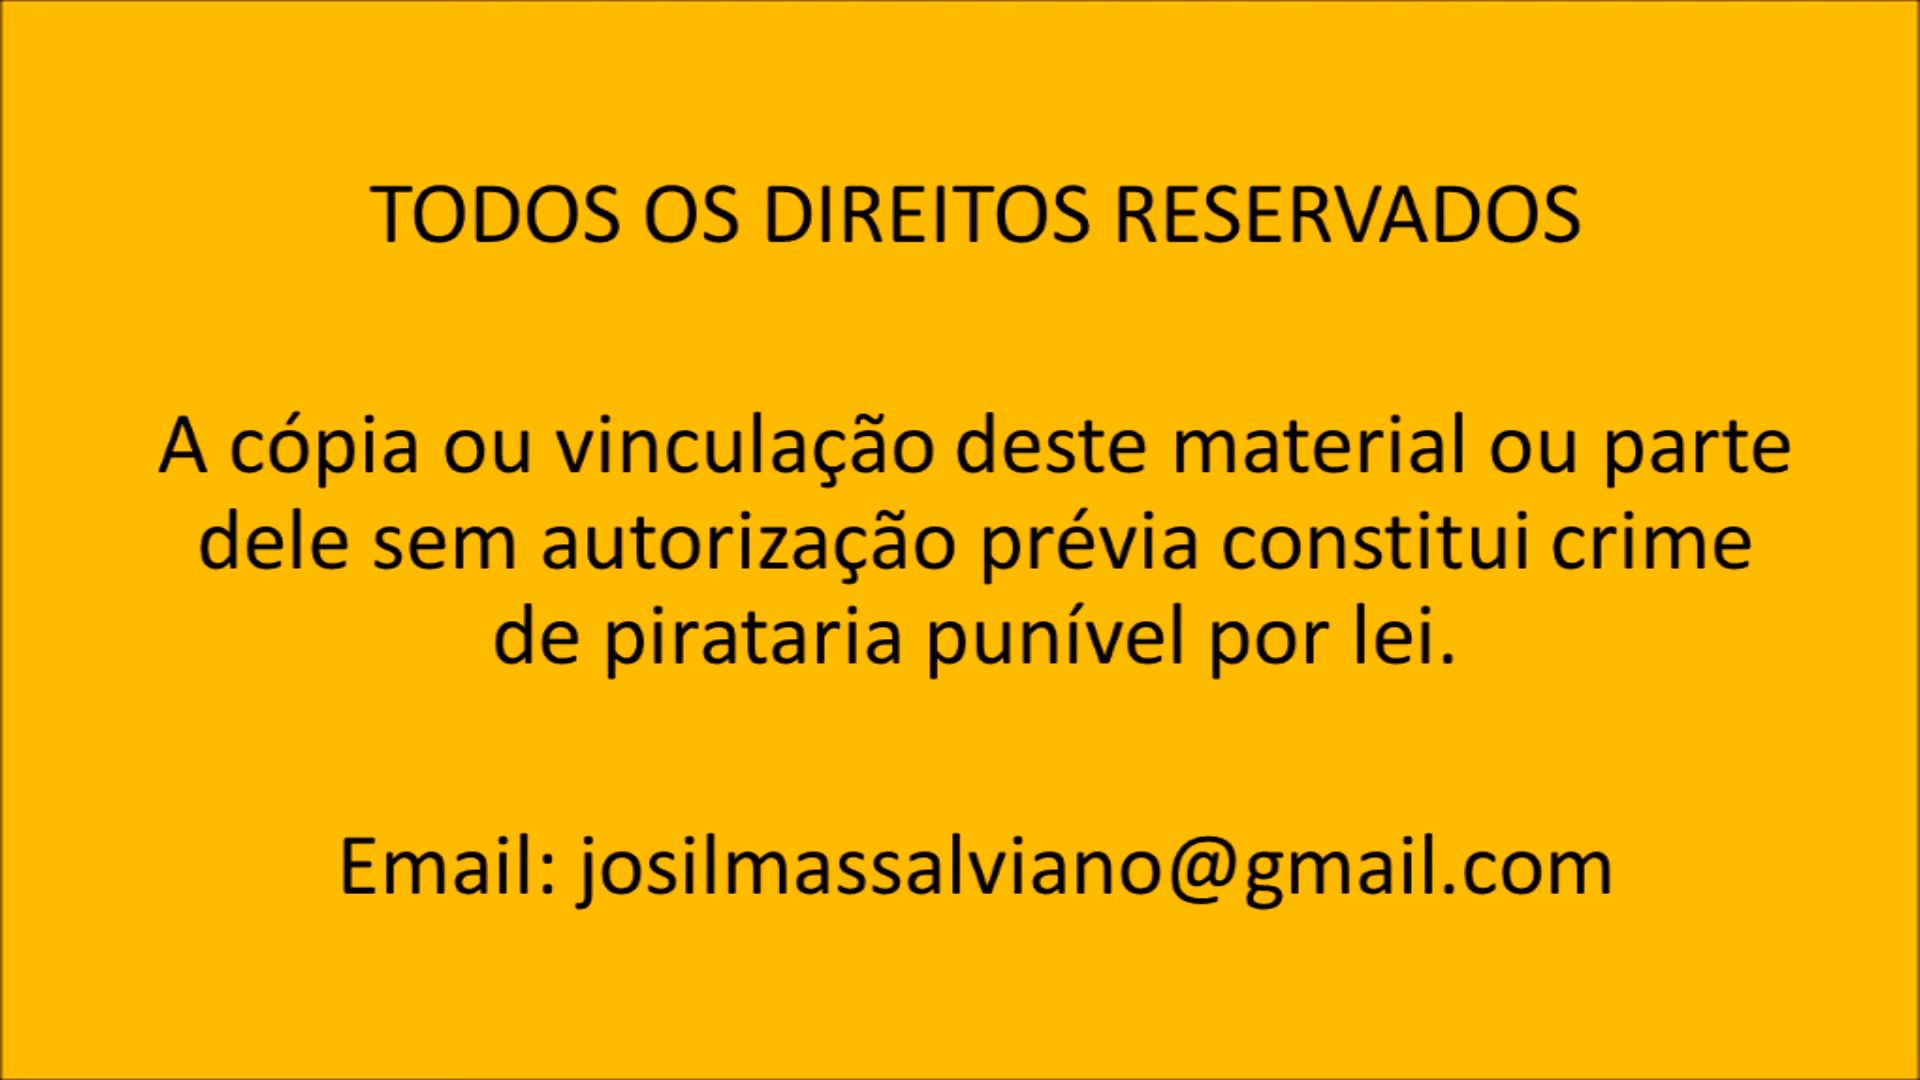 TODOS OS DIREITOS RESERVADOS
A cópia ou vinculação deste material ou parte
dele sem autorização prévia constitui crime
de pirataria punível por lei.
Email: josilmassalviano@gmail.com